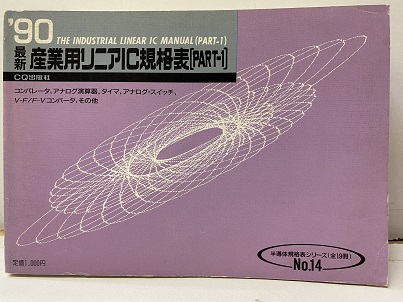 '90 THE INDUSTRIAL LINEAR IC MANUAL (PART-1)
最新 産業用リニアIC規格表[PART-1]
CQ出版社
コンパレータ、アナログ演算器、タイマ、アナログ・スイッチ、
V-F/F-Vコンバータ、その他
半導体規格表シリーズ(全19冊)
No.14
定価1,000円